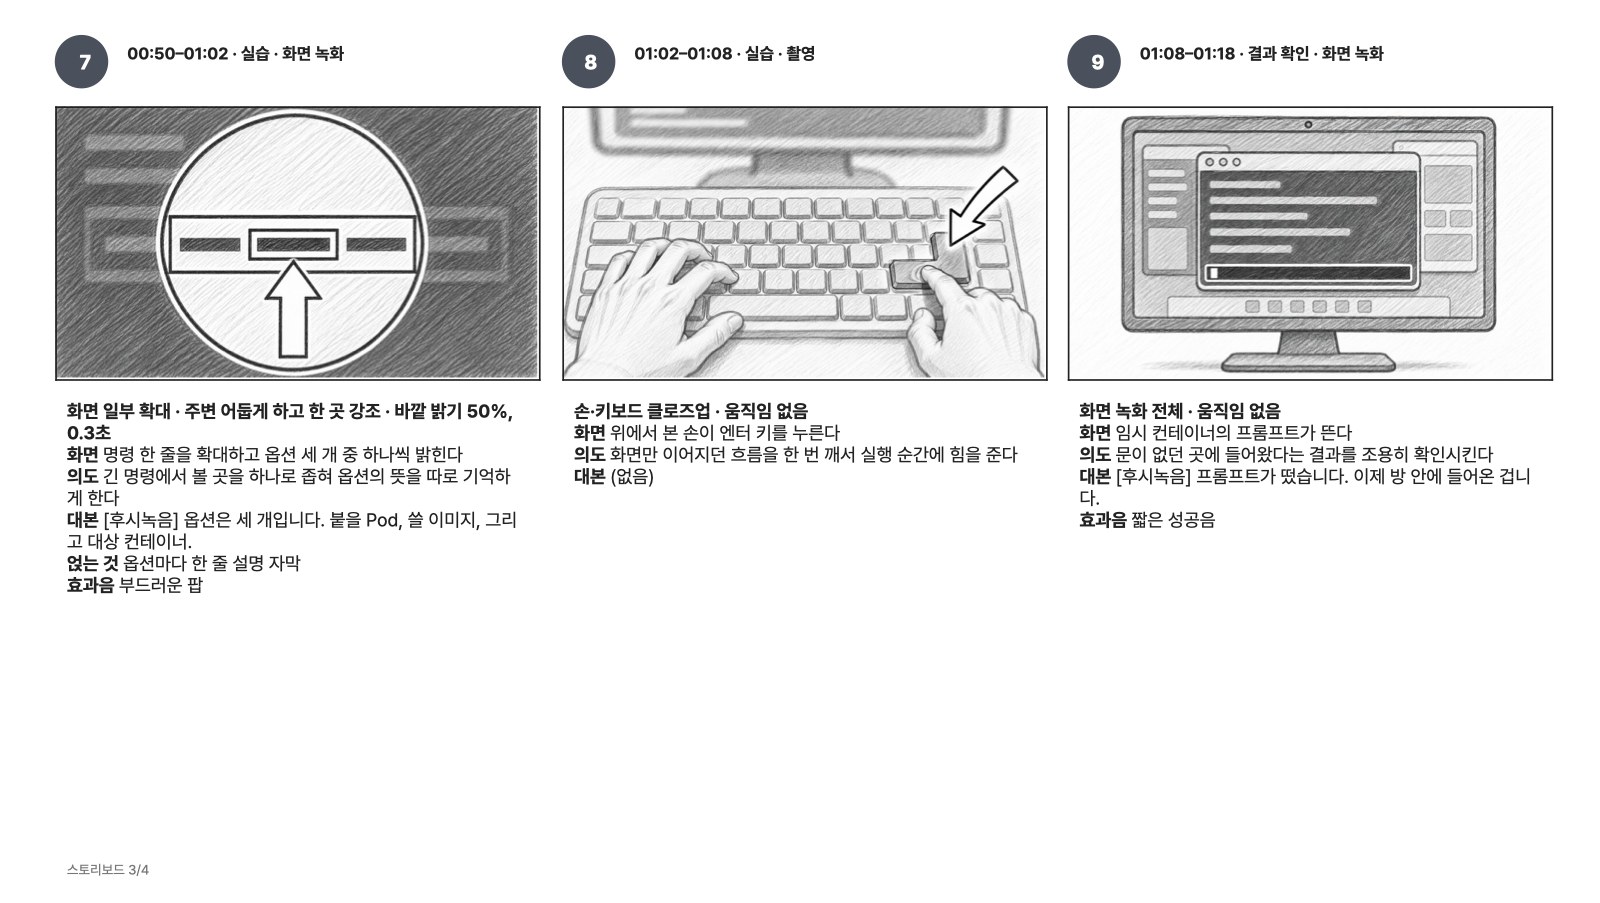 7
00:50–01:02 · 실습 · 화면 녹화
화면 일부 확대 · 주변 어둡게 하고 한 곳 강조 · 바깥 밝기 50%,
0.3초
화면 명령 한 줄을 확대하고 옵션 세 개 중 하나씩 밝힌다
의도 긴 명령에서 볼 곳을 하나로 좁혀 옵션의 뜻을 따로 기억하
게 한다
대본 [후시녹음] 옵션은 세 개입니다. 붙을 Pod, 쓸 이미지, 그리
고 대상 컨테이너.
얹는 것 옵션마다 한 줄 설명 자막
효과음 부드러운 팝
8
01:02–01:08 · 실습 · 촬영
손·키보드 클로즈업 · 움직임 없음
화면 위에서 본 손이 엔터 키를 누른다
의도 화면만 이어지던 흐름을 한 번 깨서 실행 순간에 힘을 준다
대본 (없음)
9
01:08–01:18 · 결과 확인 · 화면 녹화
화면 녹화 전체 · 움직임 없음
화면 임시 컨테이너의 프롬프트가 뜬다
의도 문이 없던 곳에 들어왔다는 결과를 조용히 확인시킨다
대본 [후시녹음] 프롬프트가 떴습니다. 이제 방 안에 들어온 겁니
다.
효과음 짧은 성공음
스토리보드 3/4